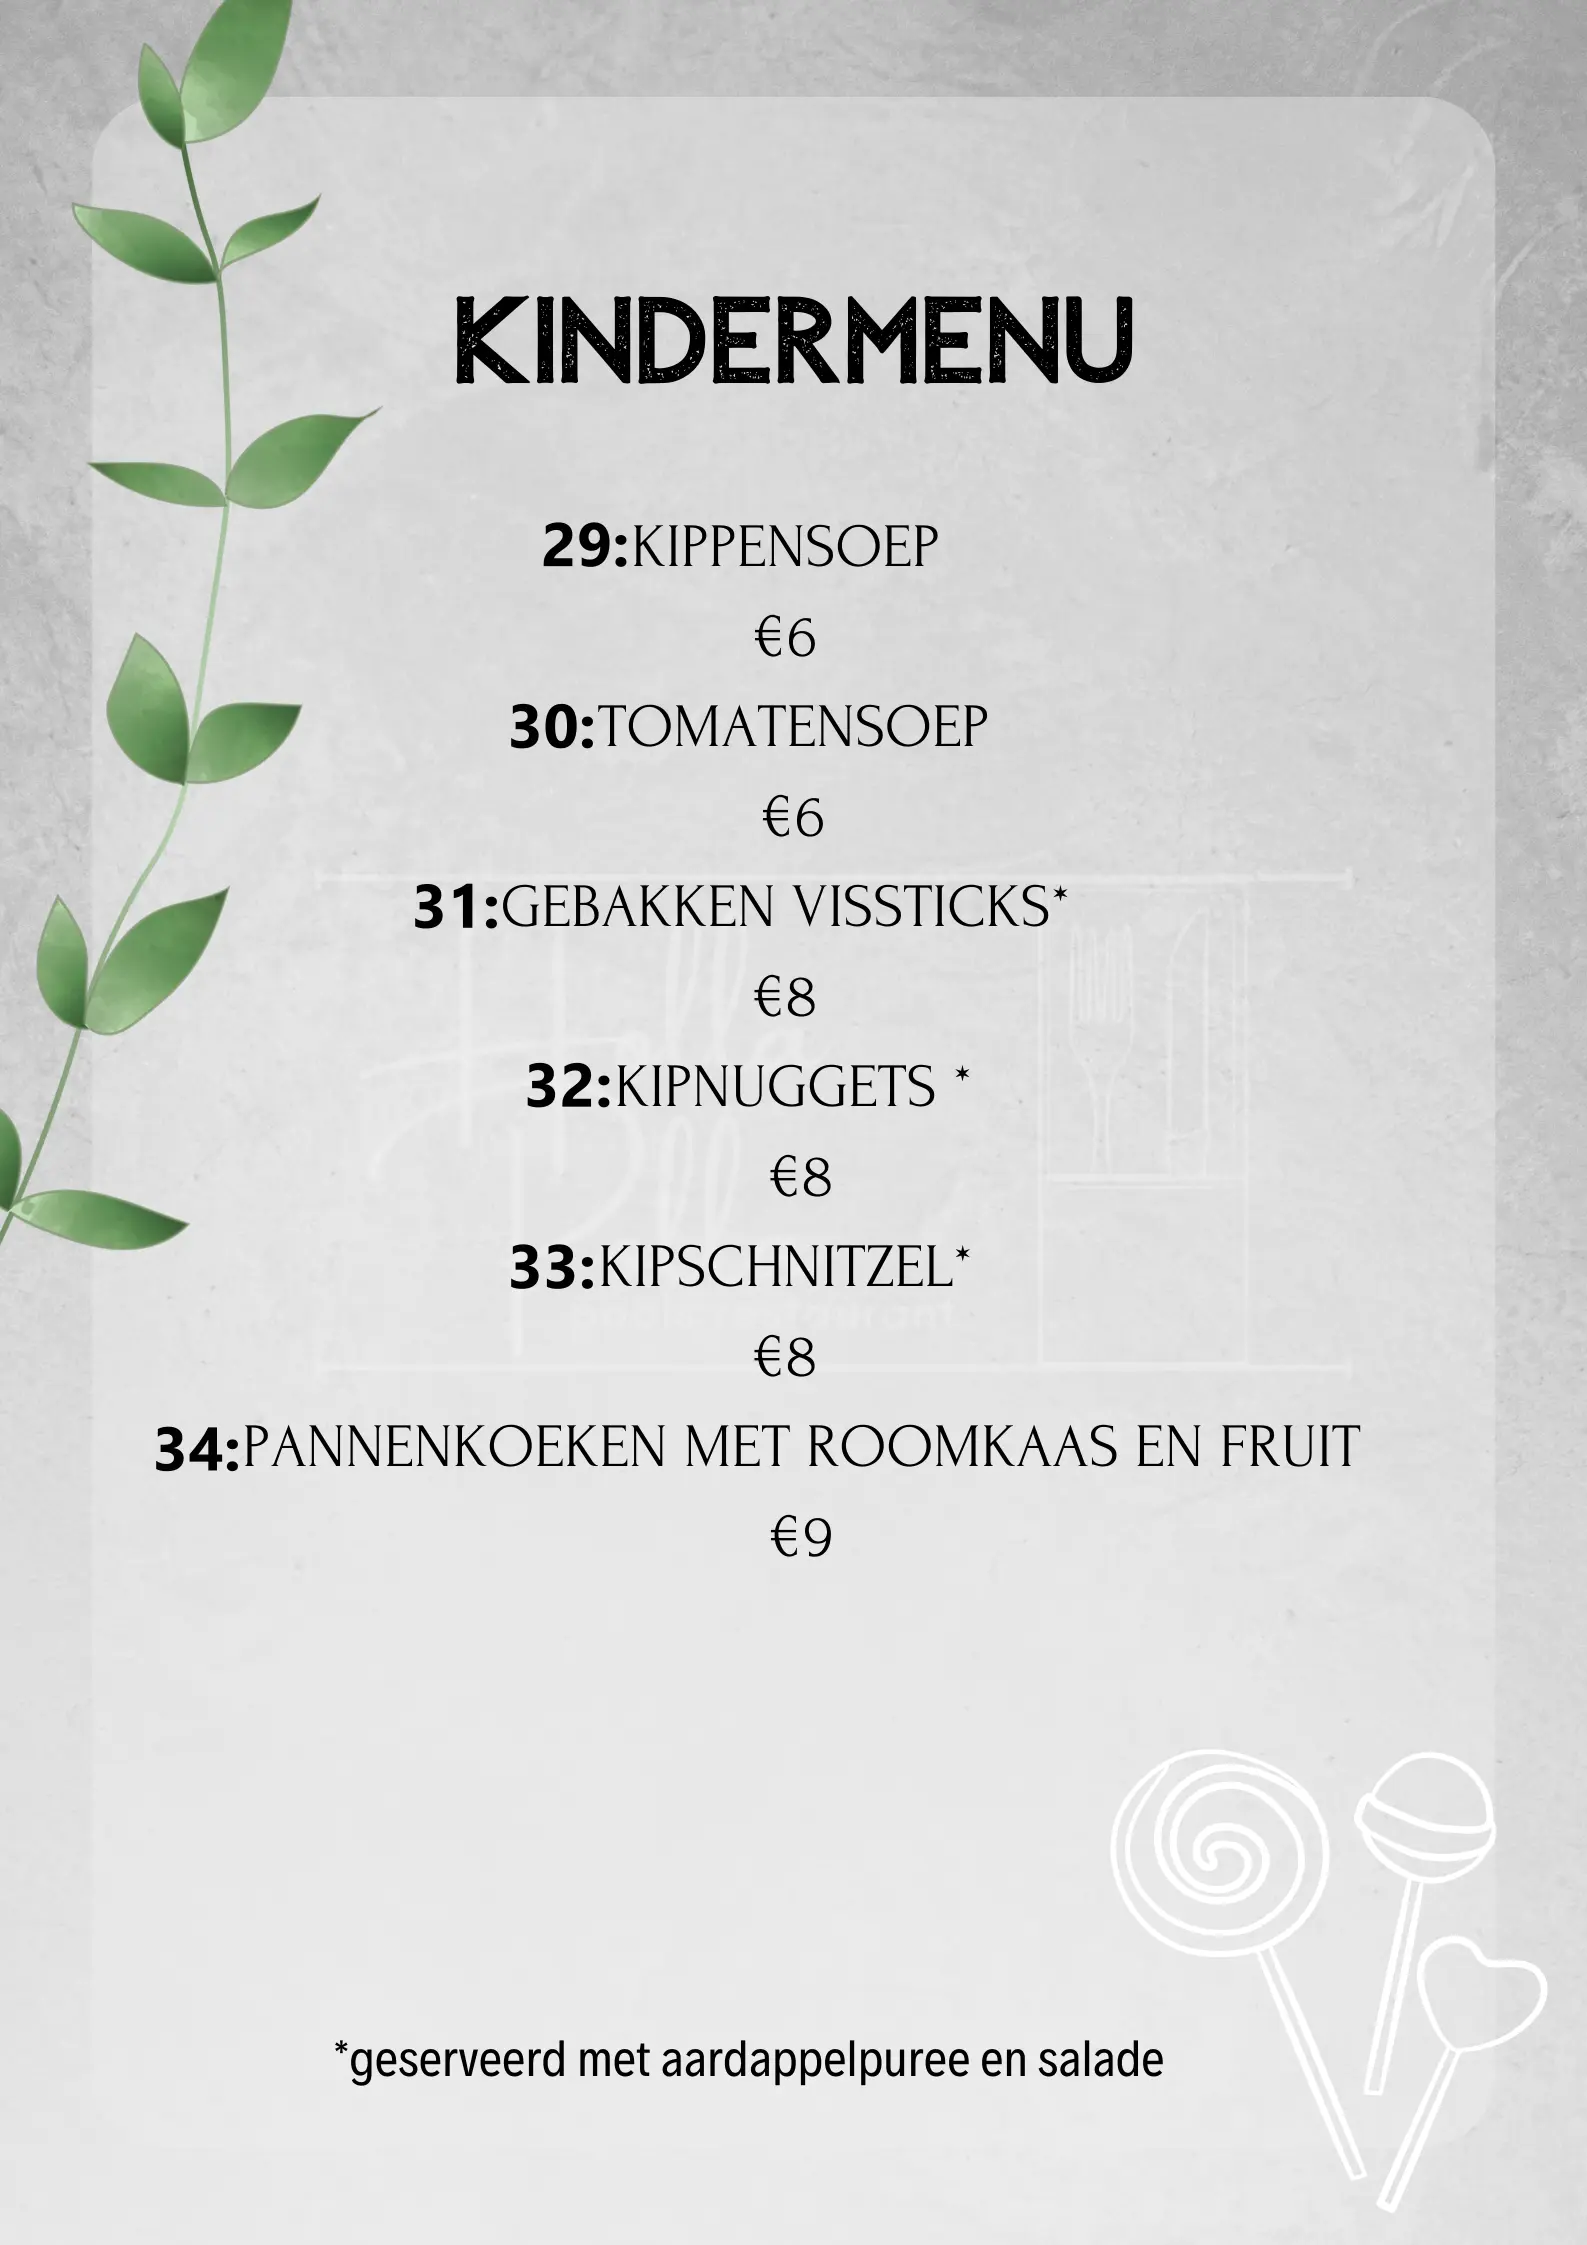 KINDERMENU
29:KIPPENSOEP
€6
30:TOMATENSOEP
€6
31:GEBAKKEN VISSTICKS*
€8
32:KIPNUGGETS *
€8
33:KIPSCHNITZEL*
€8
34:PANNENKOEKEN MET ROOMKAAS EN FRUIT
€9
*geserveerd met aardappelpuree en salade